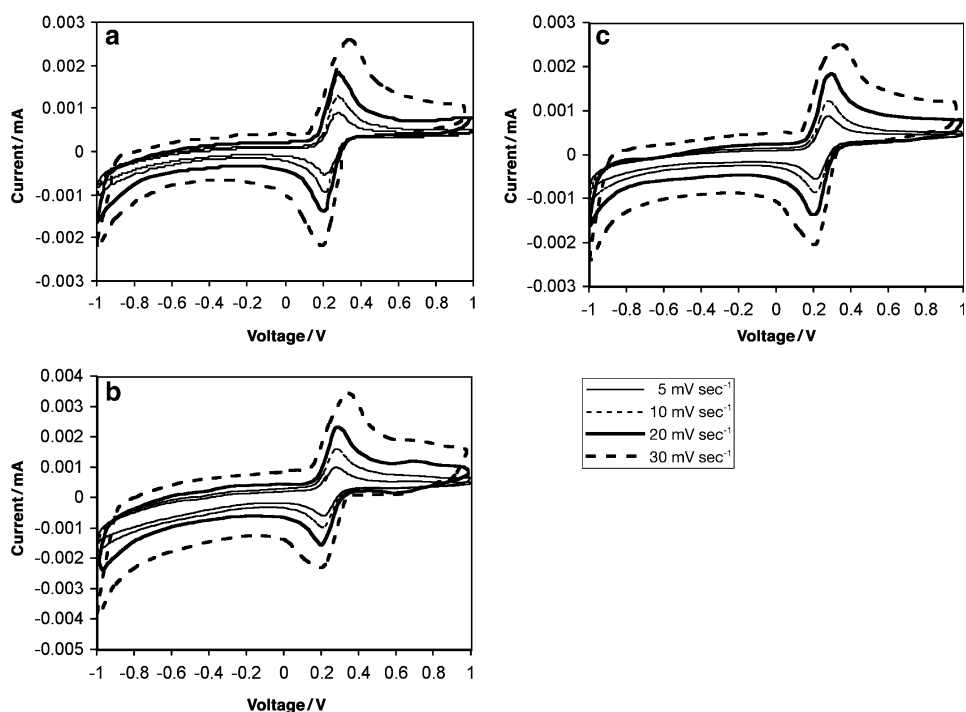 a
0.003
0.002
0.001
0
-0.001
-0.002
-0.003
Current / mA
-1 -0.8 -0.6 -0.4 -0.2 0 0.2 0.4 0.6 0.8 1
Voltage / V
c
0.003
0.002
0.001
0
-0.001
-0.002
-0.003
Current / mA
-1 -0.8 -0.6 -0.4 -0.2 0 0.2 0.4 0.6 0.8 1
Voltage / V
b
0.004
0.003
0.002
0.001
0
-0.001
-0.002
-0.003
-0.004
-0.005
Current / mA
-1 -0.8 -0.6 -0.4 -0.2 0 0.2 0.4 0.6 0.8 1
Voltage / V
5 mV sec⁻¹
10 mV sec⁻¹
20 mV sec⁻¹
30 mV sec⁻¹